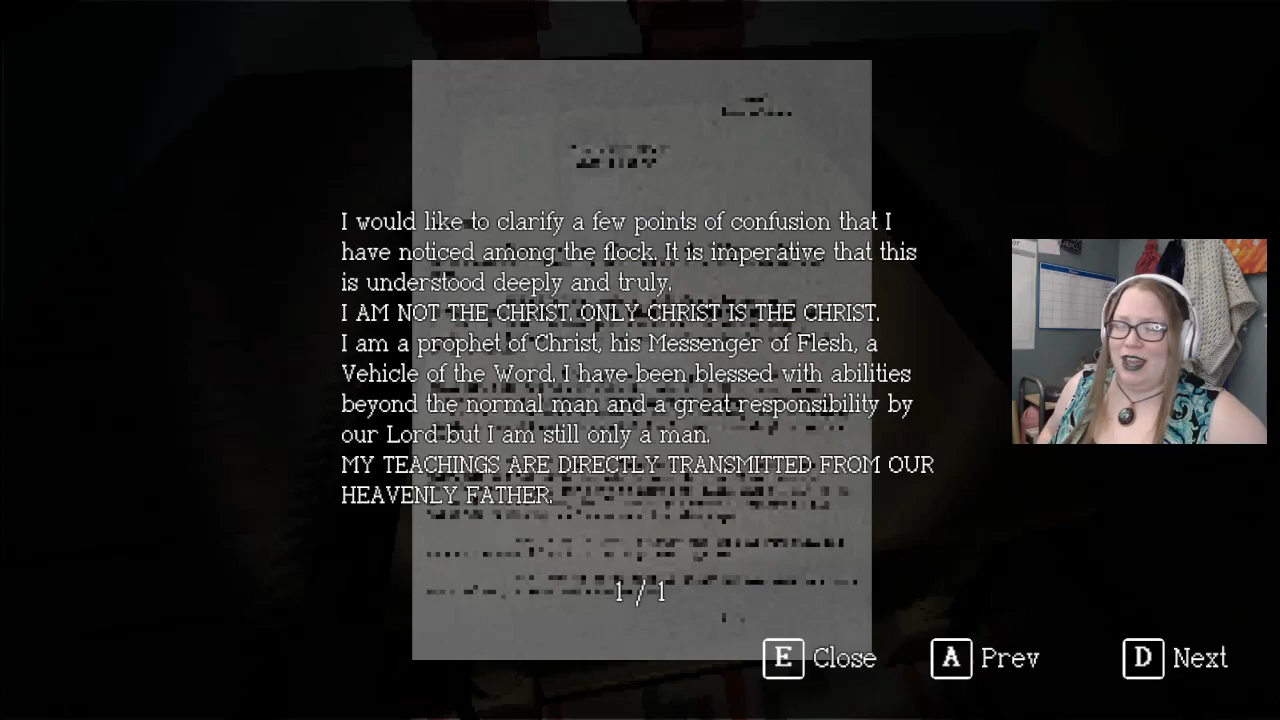 I would like to clarify a few points of confusion that I
have noticed among the flock. It is imperative that this
is understood deeply and truly.
I AM NOT THE CHRIST. ONLY CHRIST IS THE CHRIST.
I am a prophet of Christ, his Messenger of Flesh, a
Vehicle of the Word. I have been blessed with abilities
beyond the normal man and a great responsibility by
our Lord but I am still only a man.
MY TEACHINGS ARE DIRECTLY TRANSMITTED FROM OUR
HEAVENLY FATHER.
1 / 1
E Close A Prev D Next